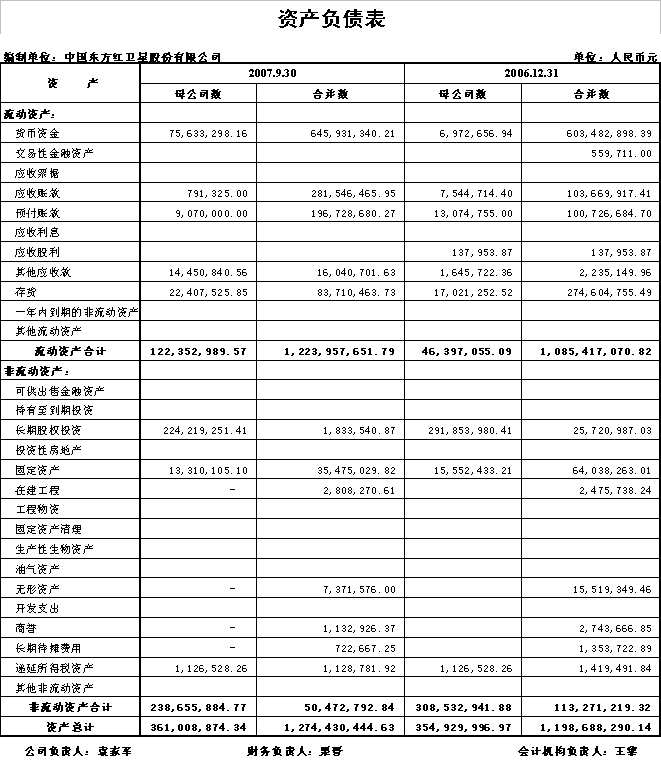 资产负债表
编制单位：中国东方红卫星股份有限公司 单位：人民币元
资 产 2007.9.30 2006.12.31
母公司数 合并数 母公司数 合并数
流动资产：
货币资金 75,633,298.16 645,931,340.21 6,972,656.94 603,482,898.39
交易性金融资产 559,711.00
应收票据
应收账款 791,325.00 281,546,465.95 7,544,714.40 103,669,917.41
预付账款 9,070,000.00 196,728,680.27 13,074,755.00 100,726,684.70
应收利息
应收股利 137,953.87 137,953.87
其他应收款 14,450,840.56 16,040,701.63 1,645,722.36 2,235,149.96
存货 22,407,525.85 83,710,463.73 17,021,252.52 274,604,755.49
一年内到期的非流动资产
其他流动资产
流动资产合计 122,352,989.57 1,223,957,651.79 46,397,055.09 1,085,417,070.82
非流动资产：
可供出售金融资产
持有至到期投资
长期股权投资 224,219,251.41 1,833,540.87 291,853,980.41 25,720,987.03
投资性房地产
固定资产 13,310,105.10 35,475,029.82 15,552,433.21 64,038,263.01
在建工程 - 2,808,270.61 2,475,738.24
工程物资
固定资产清理
生产性生物资产
油气资产
无形资产 - 7,371,576.00 15,519,349.46
开发支出
商誉 - 1,132,926.37 2,743,666.85
长期待摊费用 - 722,667.25 1,353,722.89
递延所得税资产 1,126,528.26 1,128,781.92 1,126,528.26 1,419,491.84
其他非流动资产
非流动资产合计 238,655,884.77 50,472,792.84 308,532,941.88 113,271,219.32
资产总计 361,008,874.34 1,274,430,444.63 354,929,996.97 1,198,688,290.14
公司负责人：袁家军 财务负责人：栗晋 会计机构负责人：王